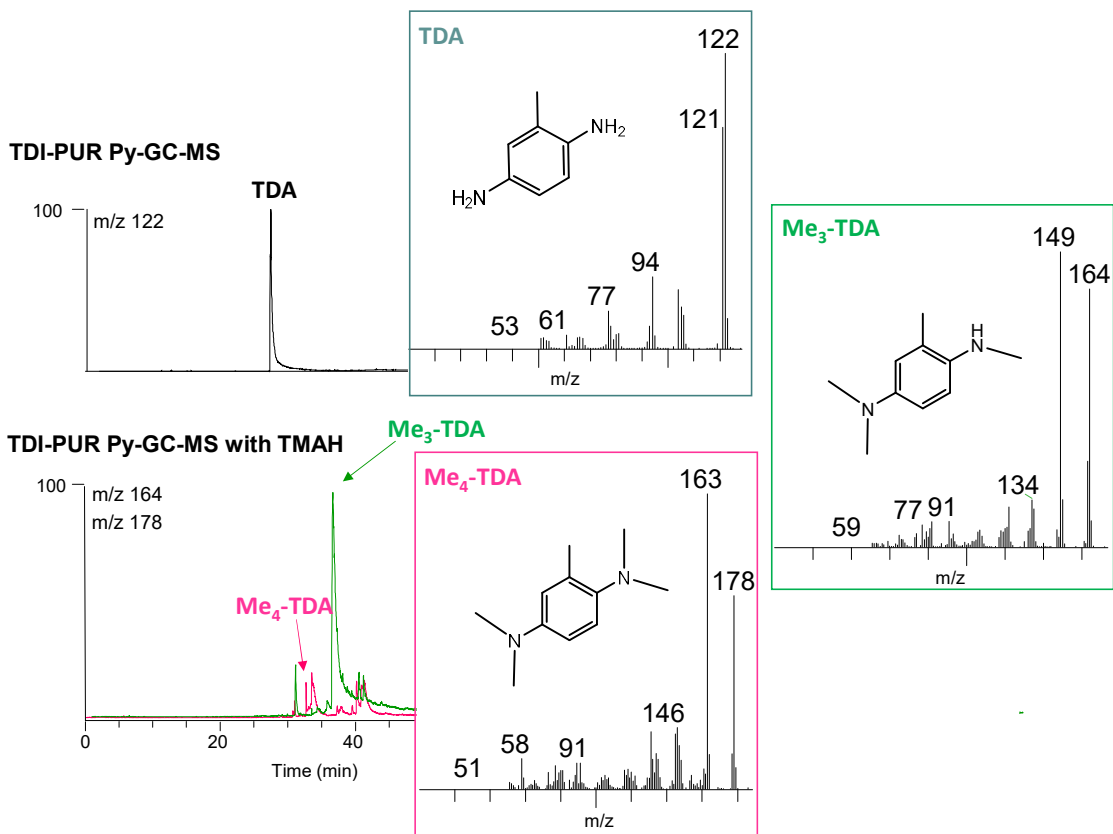 TDI-PUR Py-GC-MS
100
m/z 122
TDA
TDA
122
121
94
77
61
53
NH₂
H₂N
m/z
Me₃-TDA
149
164
134
91
77
59
H
N
N
m/z
TDI-PUR Py-GC-MS with TMAH
100
m/z 164
m/z 178
Me₃-TDA
Me₄-TDA
0
20
40
Time (min)
Me₄-TDA
163
178
146
91
58
51
N
N
m/z